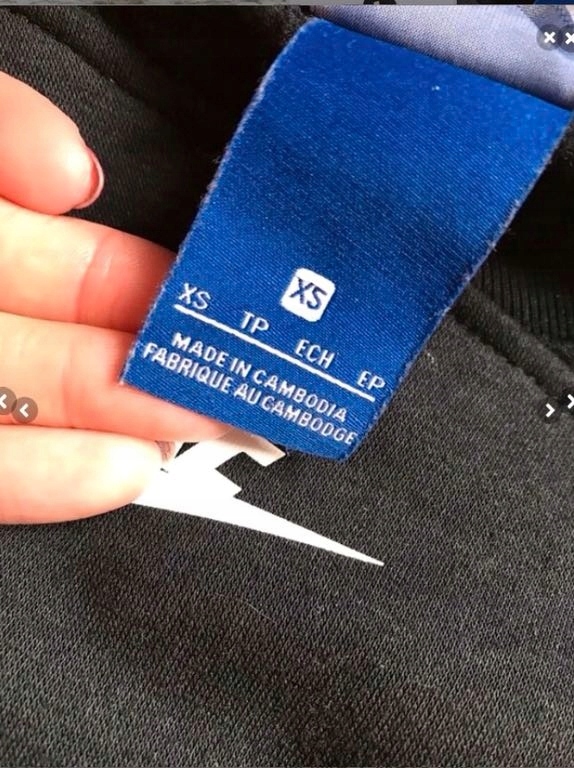 XS
XS TP ECH EP
MADE IN CAMBODIA
FABRIQUE AU CAMBODGE